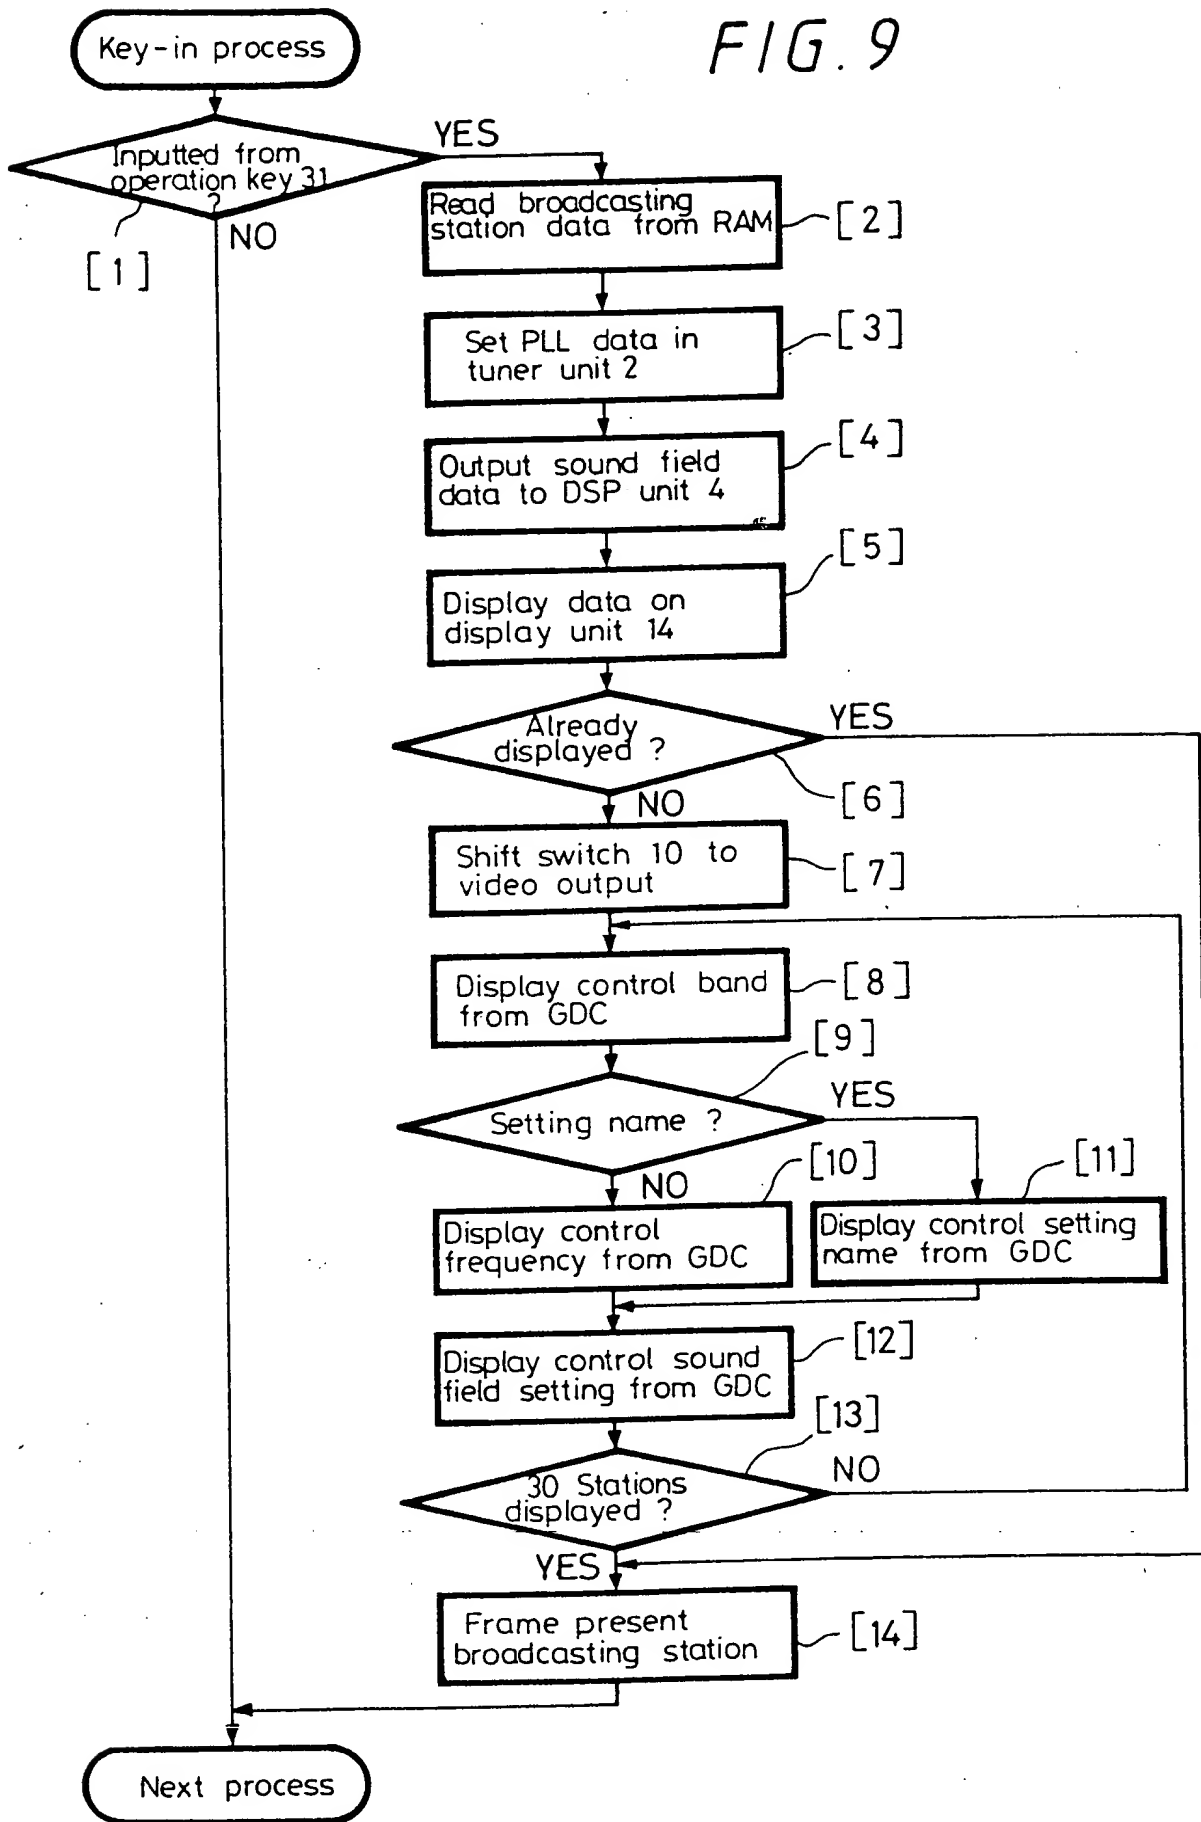 FIG. 9
Key-in process
Inputted from
operation key 31
?
YES
NO
[1]
Read broadcasting
station data from RAM
[2]
Set PLL data in
tuner unit 2
[3]
Output sound field
data to DSP unit 4
[4]
Display data on
display unit 14
[5]
Already
displayed ?
YES
[6]
NO
Shift switch 10 to
video output
[7]
Display control band
from GDC
[8]
[9]
Setting name ?
YES
NO
[10]
Display control
frequency from GDC
[11]
Display control setting
name from GDC
Display control sound
field setting from GDC
[12]
[13]
30 Stations
displayed ?
NO
YES
Frame present
broadcasting station
[14]
Next process